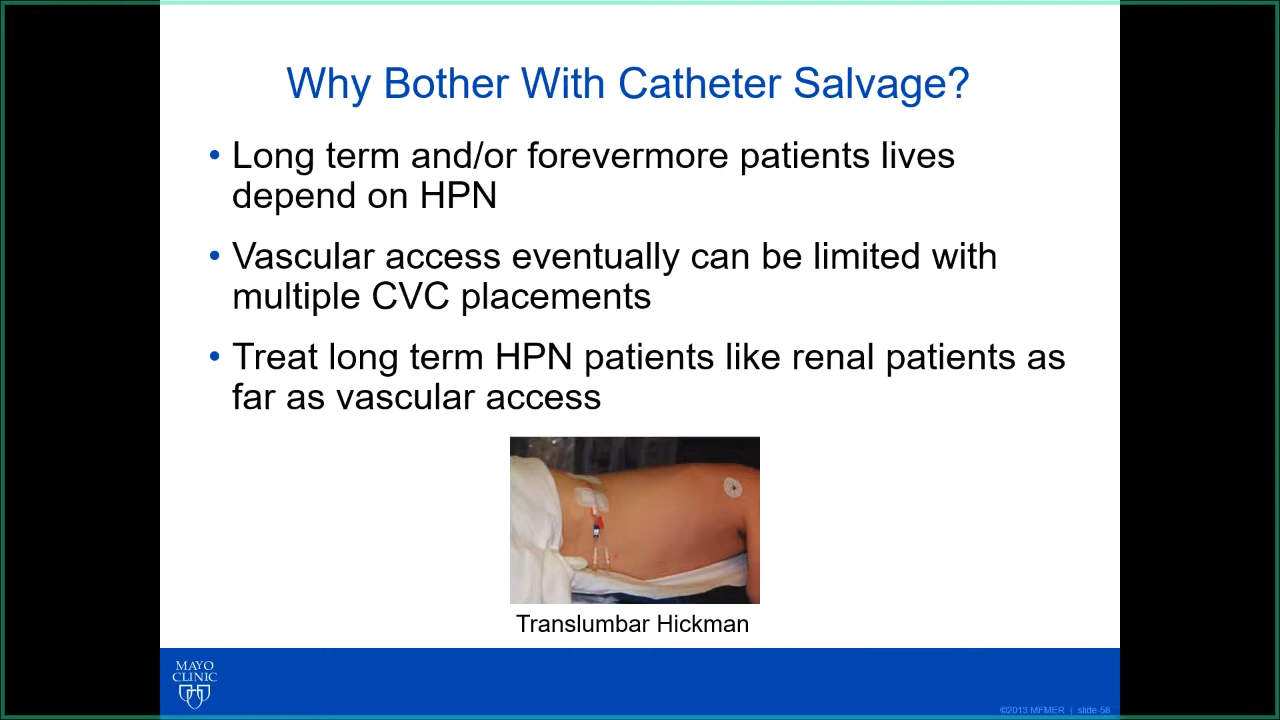 Why Bother With Catheter Salvage?
• Long term and/or forevermore patients lives
depend on HPN
• Vascular access eventually can be limited with
multiple CVC placements
• Treat long term HPN patients like renal patients as
far as vascular access
Translumbar Hickman
MAYO
CLINIC
©2013 MFMER | slide-58